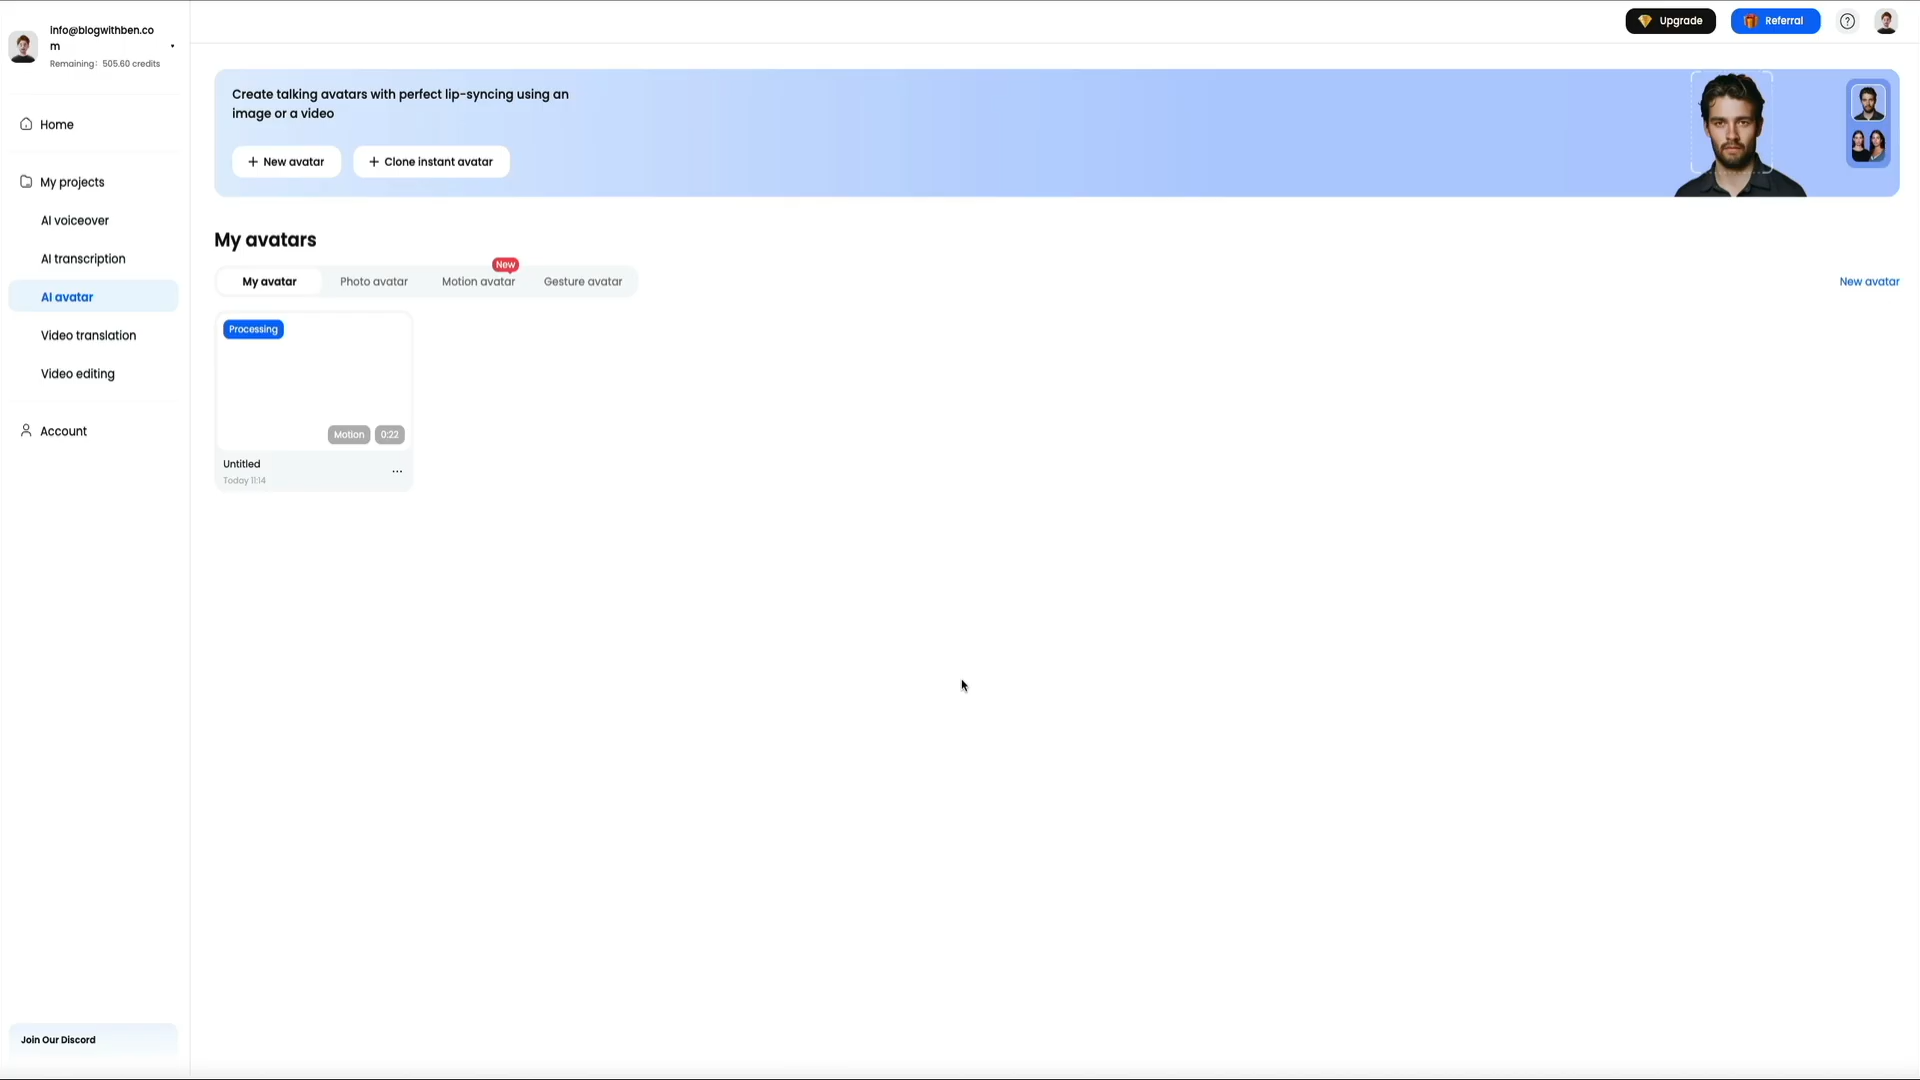 info@blogwithben.co
m
Remaining: 505.60 credits
Home
My projects
AI voiceover
AI transcription
AI avatar
Video translation
Video editing
Account
Join Our Discord
Upgrade
Referral
Create talking avatars with perfect lip-syncing using an
image or a video
+ New avatar
+ Clone instant avatar
My avatars
New
My avatar
Photo avatar
Motion avatar
Gesture avatar
New avatar
Processing
Motion
0:22
Untitled
...
Today 11:14